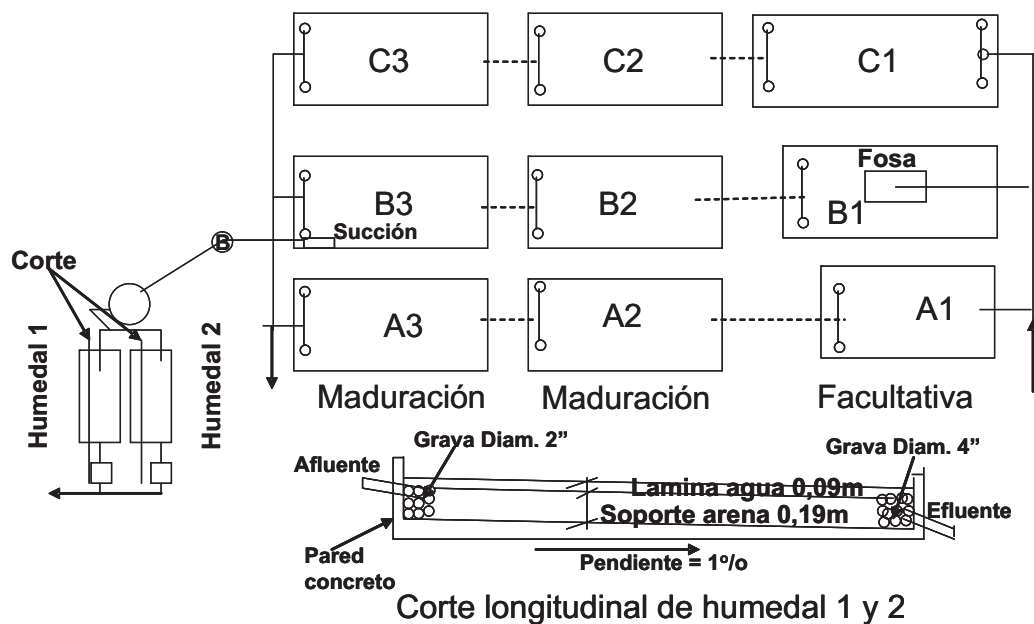 C3
C2
C1
Fosa
B3
B2
B1
Succión
B
Corte
A3
A2
A1
Humedal 1
Humedal 2
Maduración
Maduración
Facultativa
Grava Diam. 2”
Grava Diam. 4”
Afluente
Lamina agua 0,09m
Soporte arena 0,19m
Efluente
Pared
concreto
Pendiente = 1º/o
Corte longitudinal de humedal 1 y 2